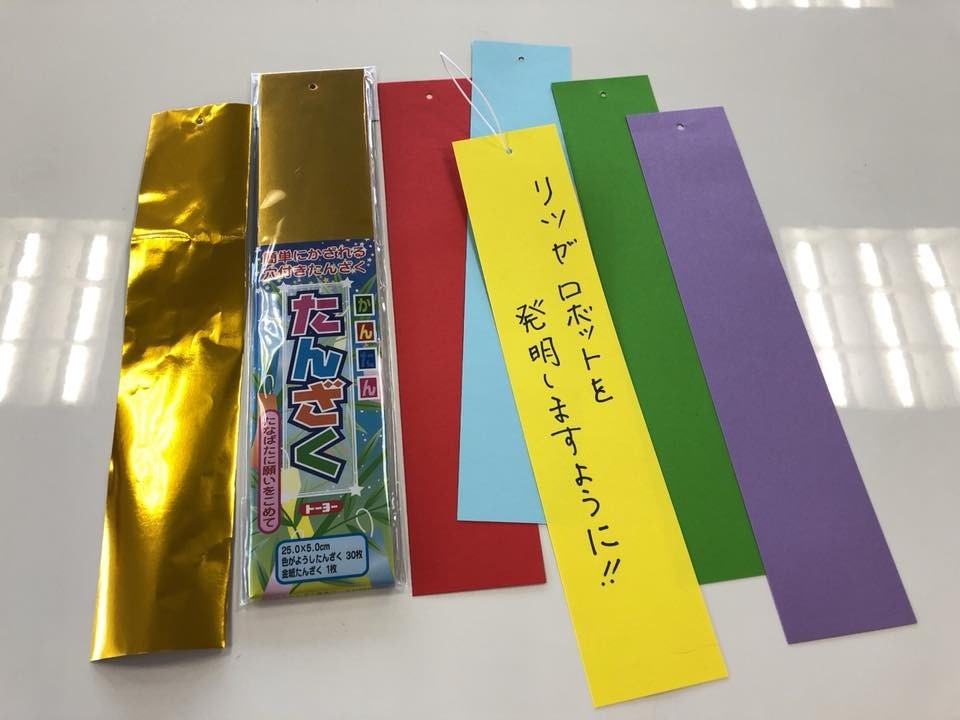 簡単にかざれる
穴付きたんざく
かんたん
たんざく
たなばたに願いをこめて
トーヨー
25.0×5.0cm
色がようしたんざく 30枚
金紙たんざく 1枚
リツが ロボットを
発明しますように!!